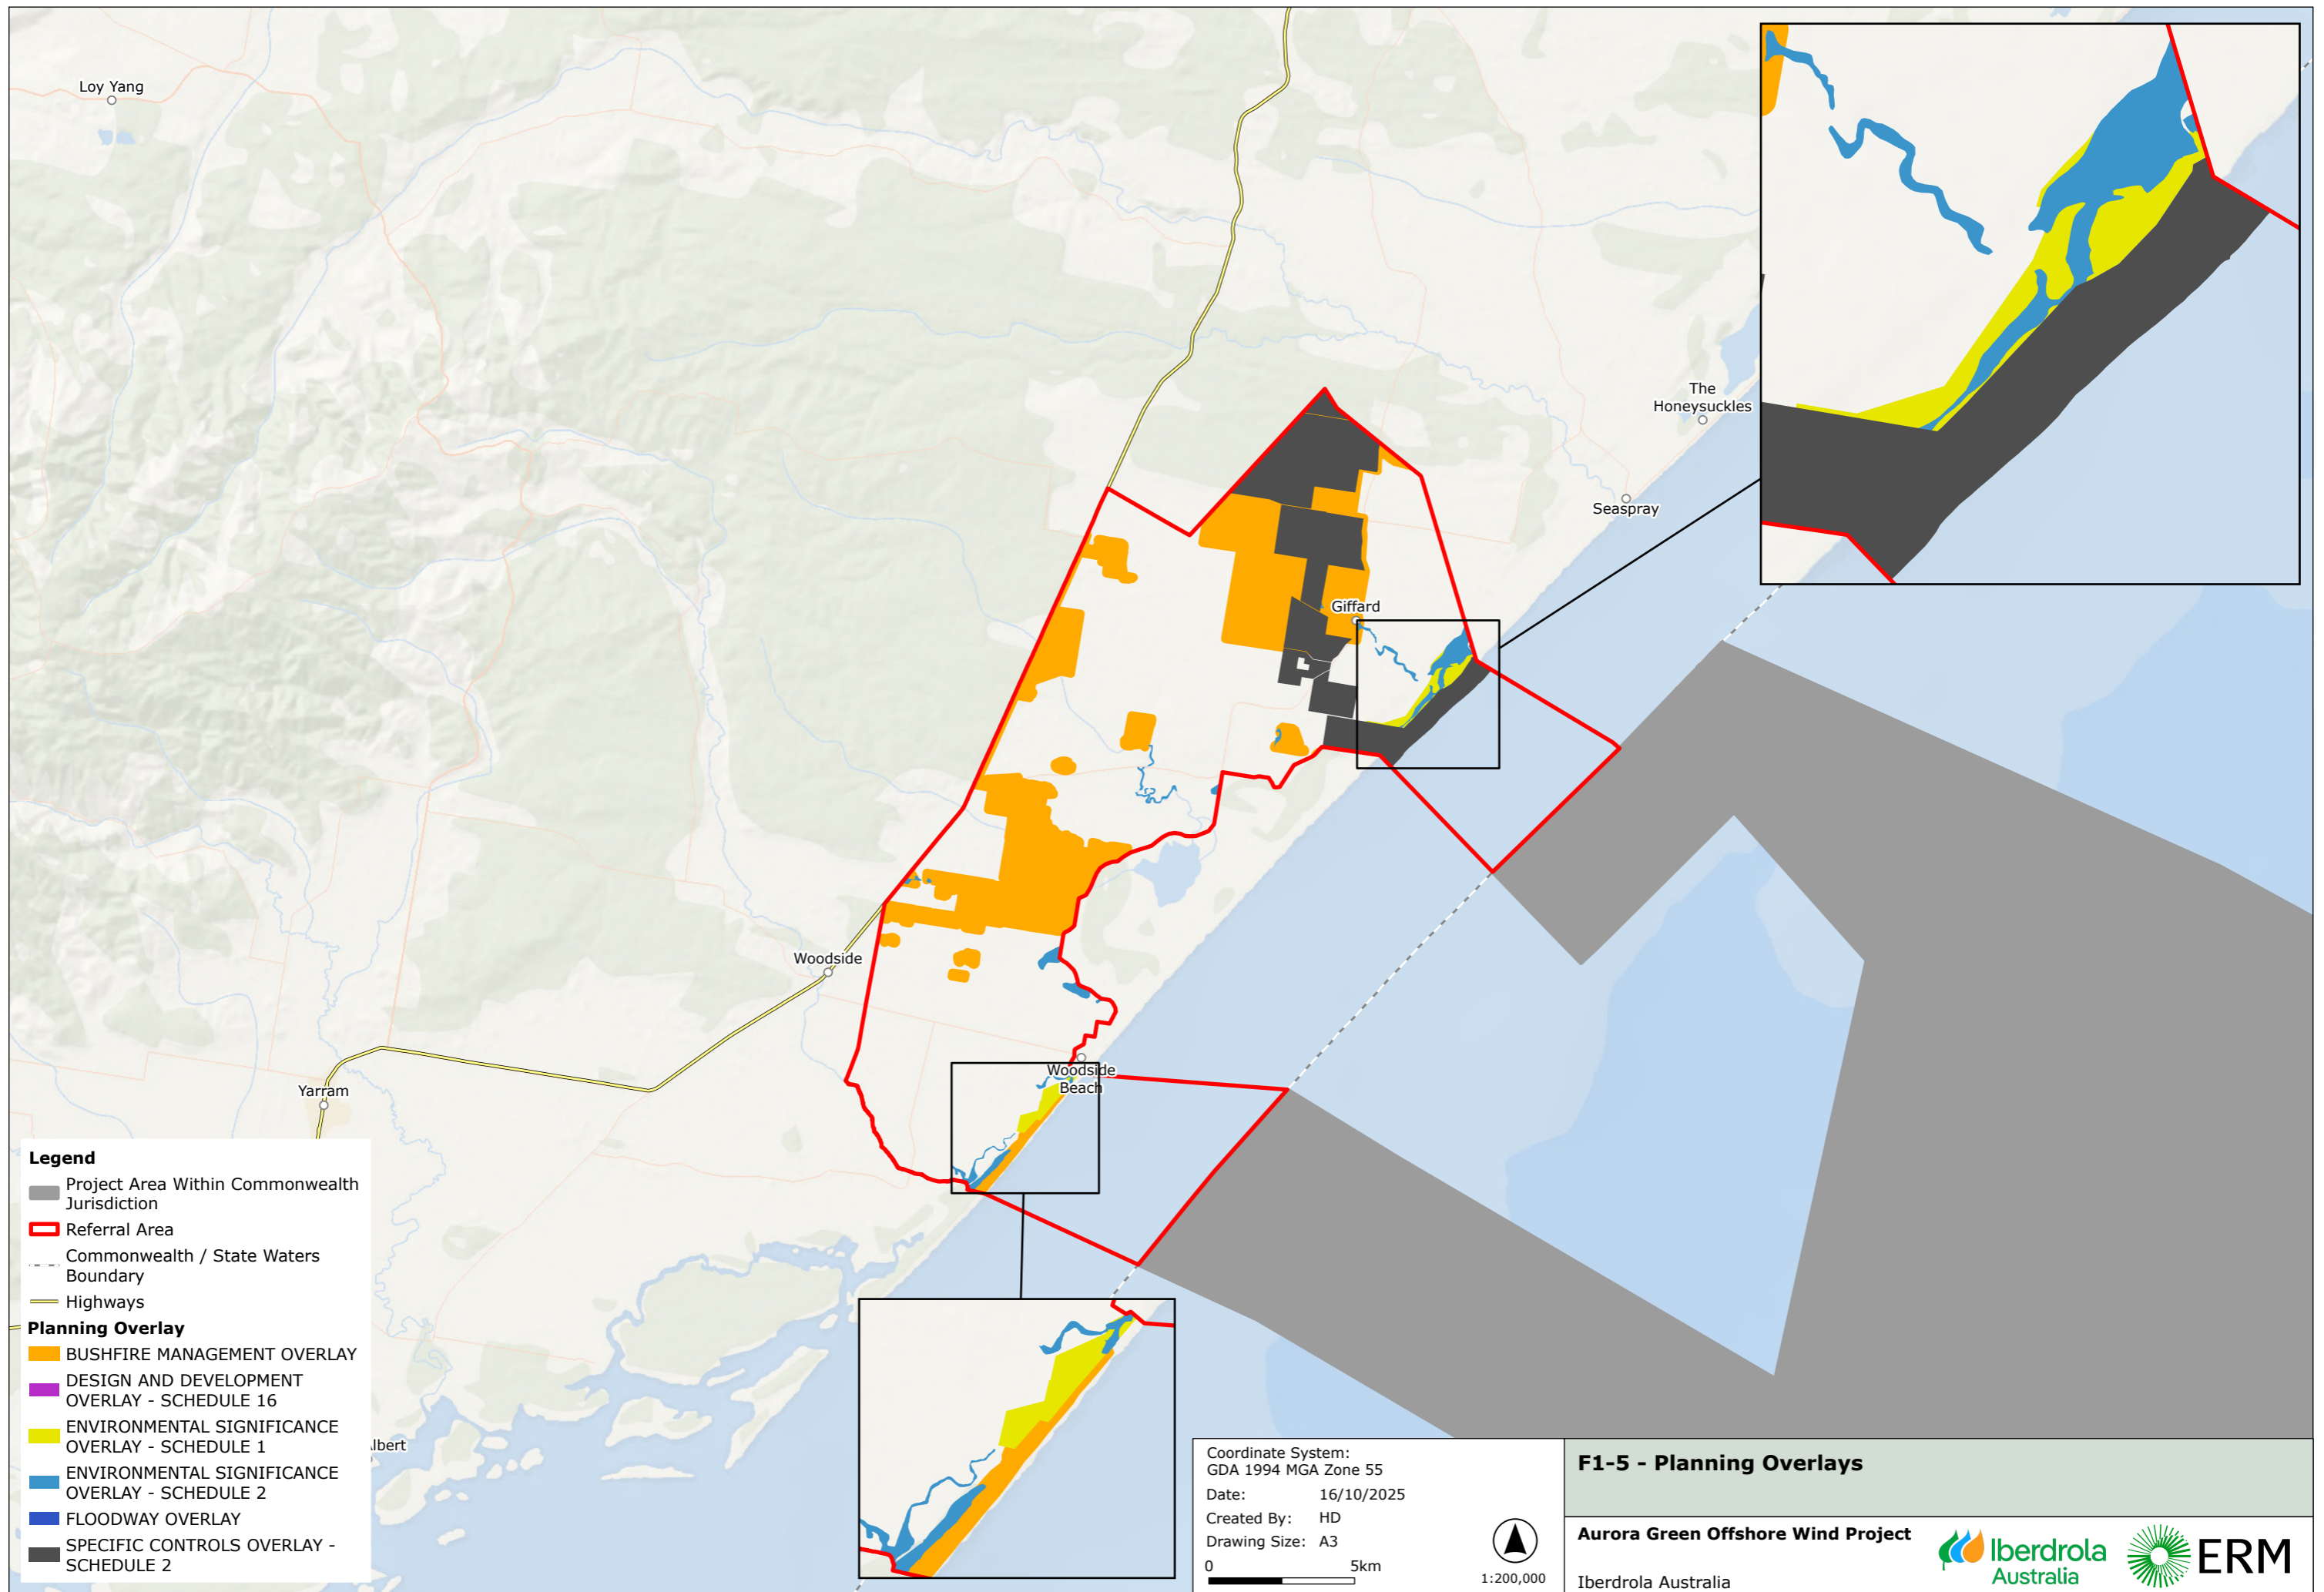 Loy Yang
The
Honeysuckles
Seaspray
Giffard
Woodside
Woodside
Beach
Yarram
lbert
Legend
Project Area Within Commonwealth
Jurisdiction
Referral Area
Commonwealth / State Waters
Boundary
Highways
Planning Overlay
BUSHFIRE MANAGEMENT OVERLAY
DESIGN AND DEVELOPMENT
OVERLAY - SCHEDULE 16
ENVIRONMENTAL SIGNIFICANCE
OVERLAY - SCHEDULE 1
ENVIRONMENTAL SIGNIFICANCE
OVERLAY - SCHEDULE 2
FLOODWAY OVERLAY
SPECIFIC CONTROLS OVERLAY -
SCHEDULE 2
Coordinate System:
GDA 1994 MGA Zone 55
Date: 16/10/2025
Created By: HD
Drawing Size: A3
0 5km
1:200,000
F1-5 - Planning Overlays
Aurora Green Offshore Wind Project
Iberdrola Australia
Iberdrola
Australia
ERM